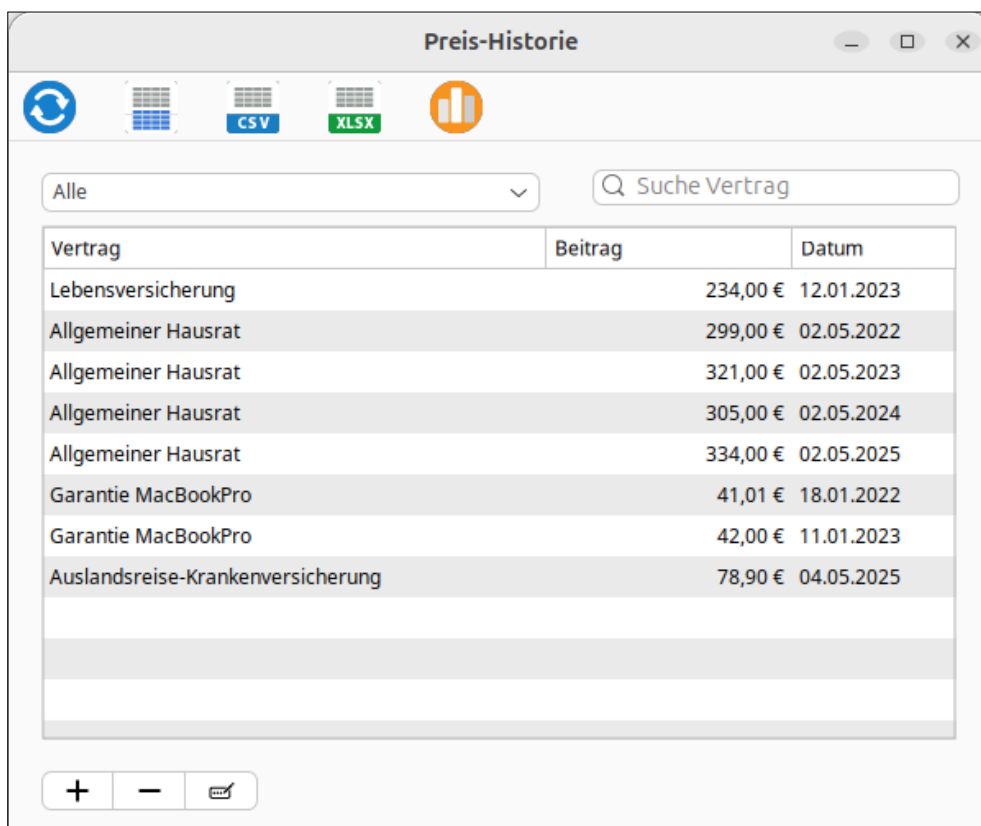 Preis-Historie
CSV XLSX
Alle Suche Vertrag
Vertrag Beitrag Datum
Lebensversicherung 234,00 € 12.01.2023
Allgemeiner Hausrat 299,00 € 02.05.2022
Allgemeiner Hausrat 321,00 € 02.05.2023
Allgemeiner Hausrat 305,00 € 02.05.2024
Allgemeiner Hausrat 334,00 € 02.05.2025
Garantie MacBookPro 41,01 € 18.01.2022
Garantie MacBookPro 42,00 € 11.01.2023
Auslandsreise-Krankenversicherung 78,90 € 04.05.2025